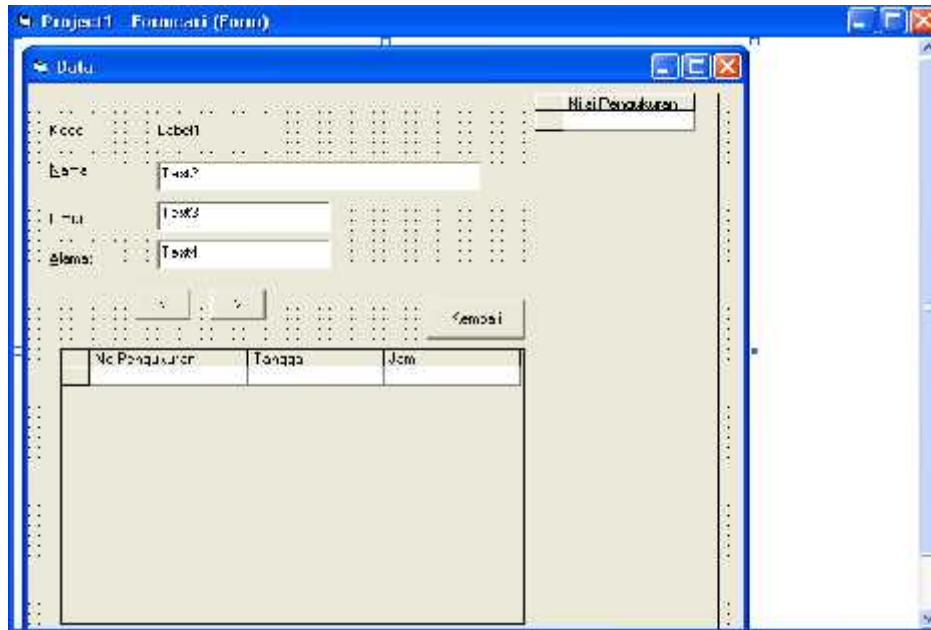 Project1 - Formcari (Form)
Data
Nilai Pengukuran
Kode Label1
Nama Text2
Text3
Alamat Text4
< >
Kembali
No Pengukuran Tanggal Jam